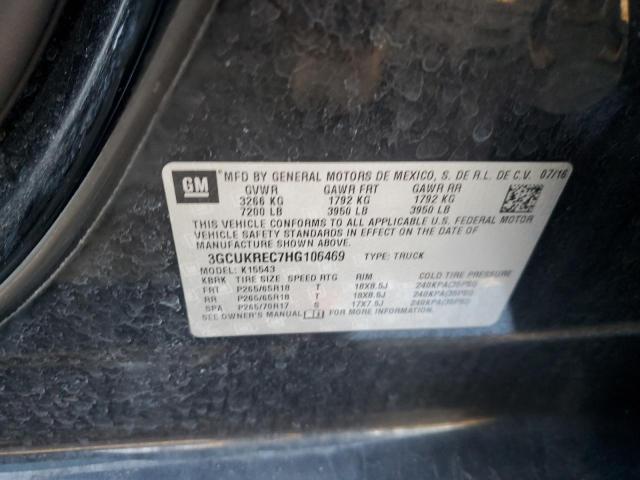 GM MFD BY GENERAL MOTORS DE MEXICO, S. DE R.L. DE C.V. 07/16
GVWR GAWR FRT GAWR RR
3266 KG 1792 KG 1792 KG
7200 LB 3950 LB 3950 LB
THIS VEHICLE CONFORMS TO ALL APPLICABLE U.S. FEDERAL MOTOR
VEHICLE SAFETY STANDARDS IN EFFECT ON THE DATE OF
MANUFACTURE SHOWN ABOVE.
3GCUKREC7HG106469 TYPE: TRUCK
MODEL: K15543
KBRK TIRE SIZE SPEED RTG RIM COLD TIRE PRESSURE
FRT P265/65R18 T 18X8.5J 240KPA(35PSI)
RR P265/65R18 T 18X8.5J 240KPA(35PSI)
SPA P245/70R17 S 17X7.5J 240KPA(35PSI)
SEE OWNER'S MANUAL FOR MORE INFORMATION.